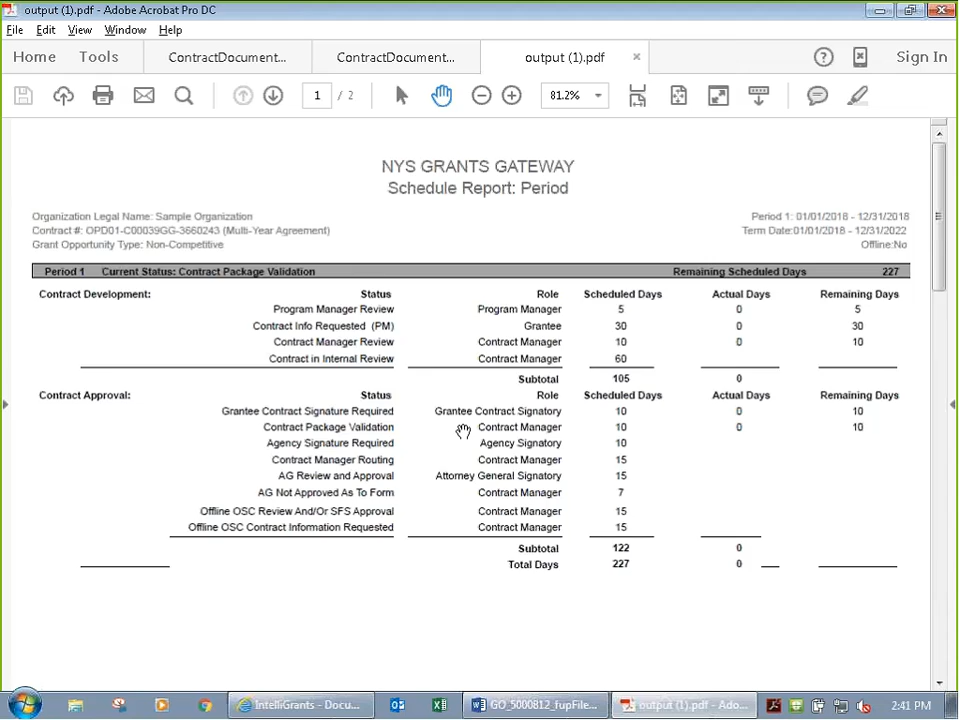 output (1).pdf - Adobe Acrobat Pro DC
File Edit View Window Help
Home Tools ContractDocument... ContractDocument... output (1).pdf × ? Sign In
1 / 2 81.2%
NYS GRANTS GATEWAY
Schedule Report: Period
Organization Legal Name: Sample Organization Period 1: 01/01/2018 - 12/31/2018
Contract #: OPD01-C00039GG-3660243 (Multi-Year Agreement) Term Date:01/01/2018 - 12/31/2022
Grant Opportunity Type: Non-Competitive Offline:No
Period 1 Current Status: Contract Package Validation Remaining Scheduled Days 227
Contract Development: Status Role Scheduled Days Actual Days Remaining Days
Program Manager Review Program Manager 5 0 5
Contract Info Requested (PM) Grantee 30 0 30
Contract Manager Review Contract Manager 10 0 10
Contract in Internal Review Contract Manager 60
Subtotal 105 0
Contract Approval: Status Role Scheduled Days Actual Days Remaining Days
Grantee Contract Signature Required Grantee Contract Signatory 10 0 10
Contract Package Validation Contract Manager 10 0 10
Agency Signature Required Agency Signatory 10
Contract Manager Routing Contract Manager 15
AG Review and Approval Attorney General Signatory 15
AG Not Approved As To Form Contract Manager 7
Offline OSC Review And/Or SFS Approval Contract Manager 15
Offline OSC Contract Information Requested Contract Manager 15
Subtotal 122 0
Total Days 227 0
IntelliGrants - Docu... GO_5000812_fupFile... output (1).pdf - Ado... 2:41 PM